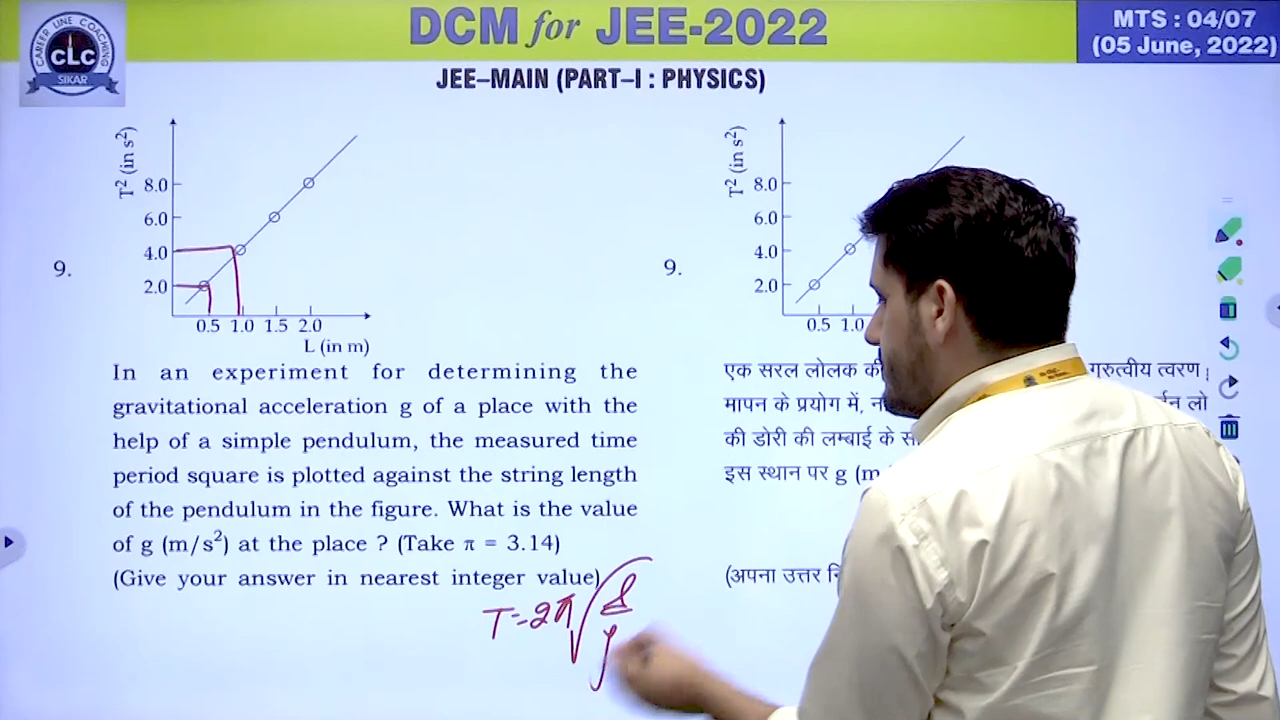 DCM for JEE-2022
MTS : 04/07
(05 June, 2022)
CAREER LINE COACHING
CLC
SIKAR
JEE–MAIN (PART–I : PHYSICS)
9.
T² (in s²)
8.0
6.0
4.0
2.0
0.5 1.0 1.5 2.0
L (in m)
In an experiment for determining the
gravitational acceleration g of a place with the
help of a simple pendulum, the measured time
period square is plotted against the string length
of the pendulum in the figure. What is the value
of g (m/s²) at the place ? (Take π = 3.14)
(Give your answer in nearest integer value)
T=2π√
9.
T² (in s²)
8.0
6.0
4.0
2.0
0.5 1.0
एक सरल लोलक की गुरुत्वीय त्वरण
मापन के प्रयोग में,
की डोरी की लम्बाई के
इस स्थान पर g
(अपना उत्तर